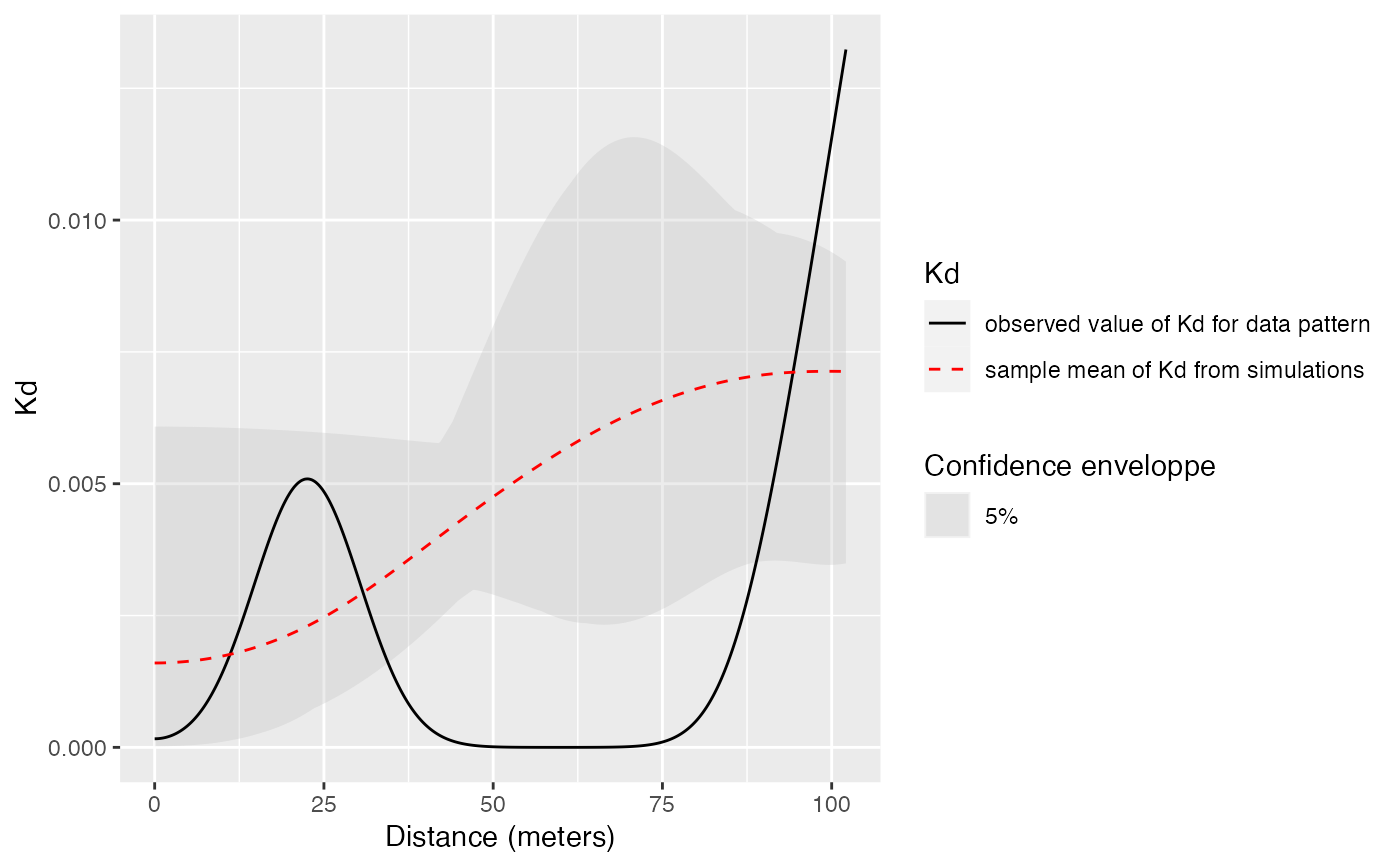 Kd
0.010
0.005
0.000
0 25 50 75 100
Distance (meters)
Kd
observed value of Kd for data pattern
sample mean of Kd from simulations
Confidence enveloppe
5%